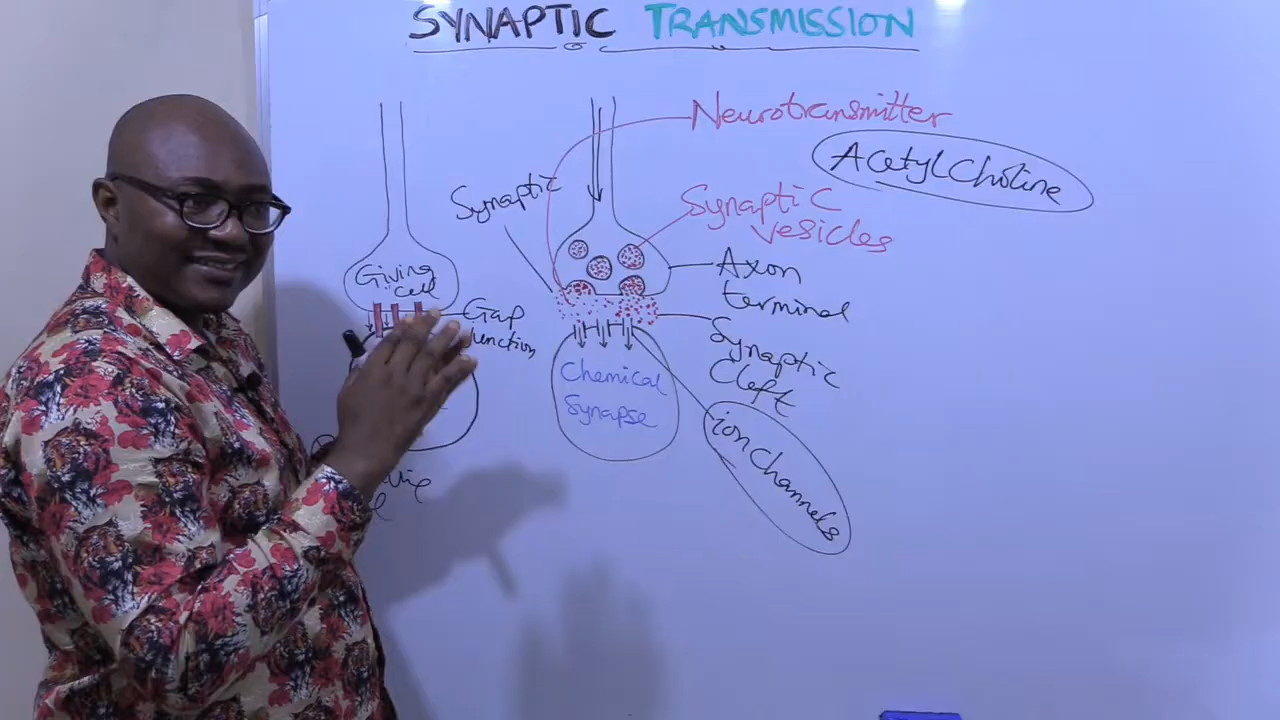 SYNAPTIC TRANSMISSION
Neurotransmitter
AcetylCholine
Synaptic
Synaptic
vesicles
Giving
cell
Axon
terminal
Gap
junction
Synaptic
Cleft
Chemical
Synapse
ion Channels